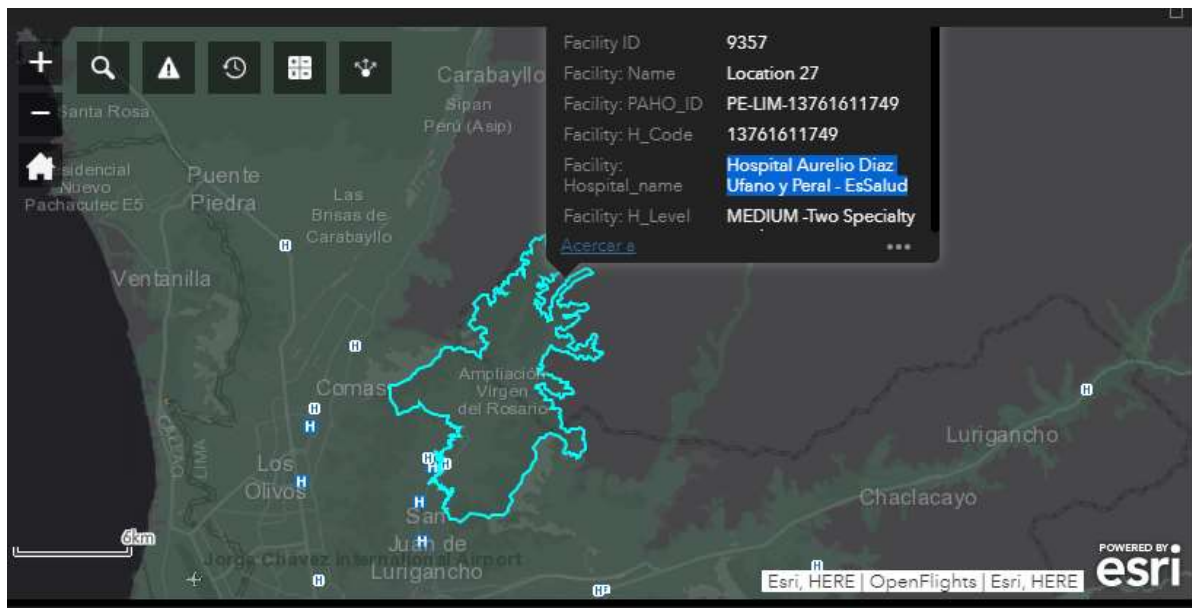 +
−
Facility ID 9357
Facility: Name Location 27
Facility: PAHO_ID PE-LIM-13761611749
Facility: H_Code 13761611749
Facility: Hospital Aurelio Diaz
Hospital_name Ufano y Peral - EsSalud
Facility: H_Level MEDIUM -Two Specialty
Acercar a
Carabayllo
Sipan
Perú (Asip)
Santa Rosa
sidencial
Nuevo
Pachacutec E5
Puente
Piedra
Las
Brisas de
Carabayllo
Ventanilla
Comas
Ampliación
Virgen
del Rosario
Lurigancho
CALLAO
LIMA
Los
Olivos
Chaclacayo
San
Juan de
Lurigancho
Jorge Chávez International Airport
6km
H
H
H
H
H
H
H
H
H
H
H
H
H
H
Esri, HERE | OpenFlights | Esri, HERE
POWERED BY
esri